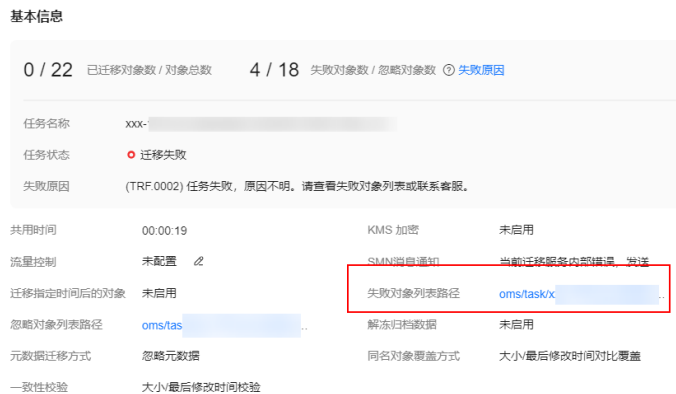 基本信息
0 / 22 已迁移对象数 / 对象总数 4 / 18 失败对象数 / 忽略对象数 ? 失败原因
任务名称 xxx-
任务状态 迁移失败
失败原因 (TRF.0002) 任务失败，原因不明。请查看失败对象列表或联系客服。
共用时间 00:00:19 KMS 加密 未启用
流量控制 未配置 SMN消息通知 当前迁移服务内部错误，发送
迁移指定时间后的对象 未启用 失败对象列表路径 oms/task/x ..
忽略对象列表路径 oms/tas .. 解冻归档数据 未启用
元数据迁移方式 忽略元数据 同名对象覆盖方式 大小/最后修改时间对比覆盖
一致性校验 大小/最后修改时间校验